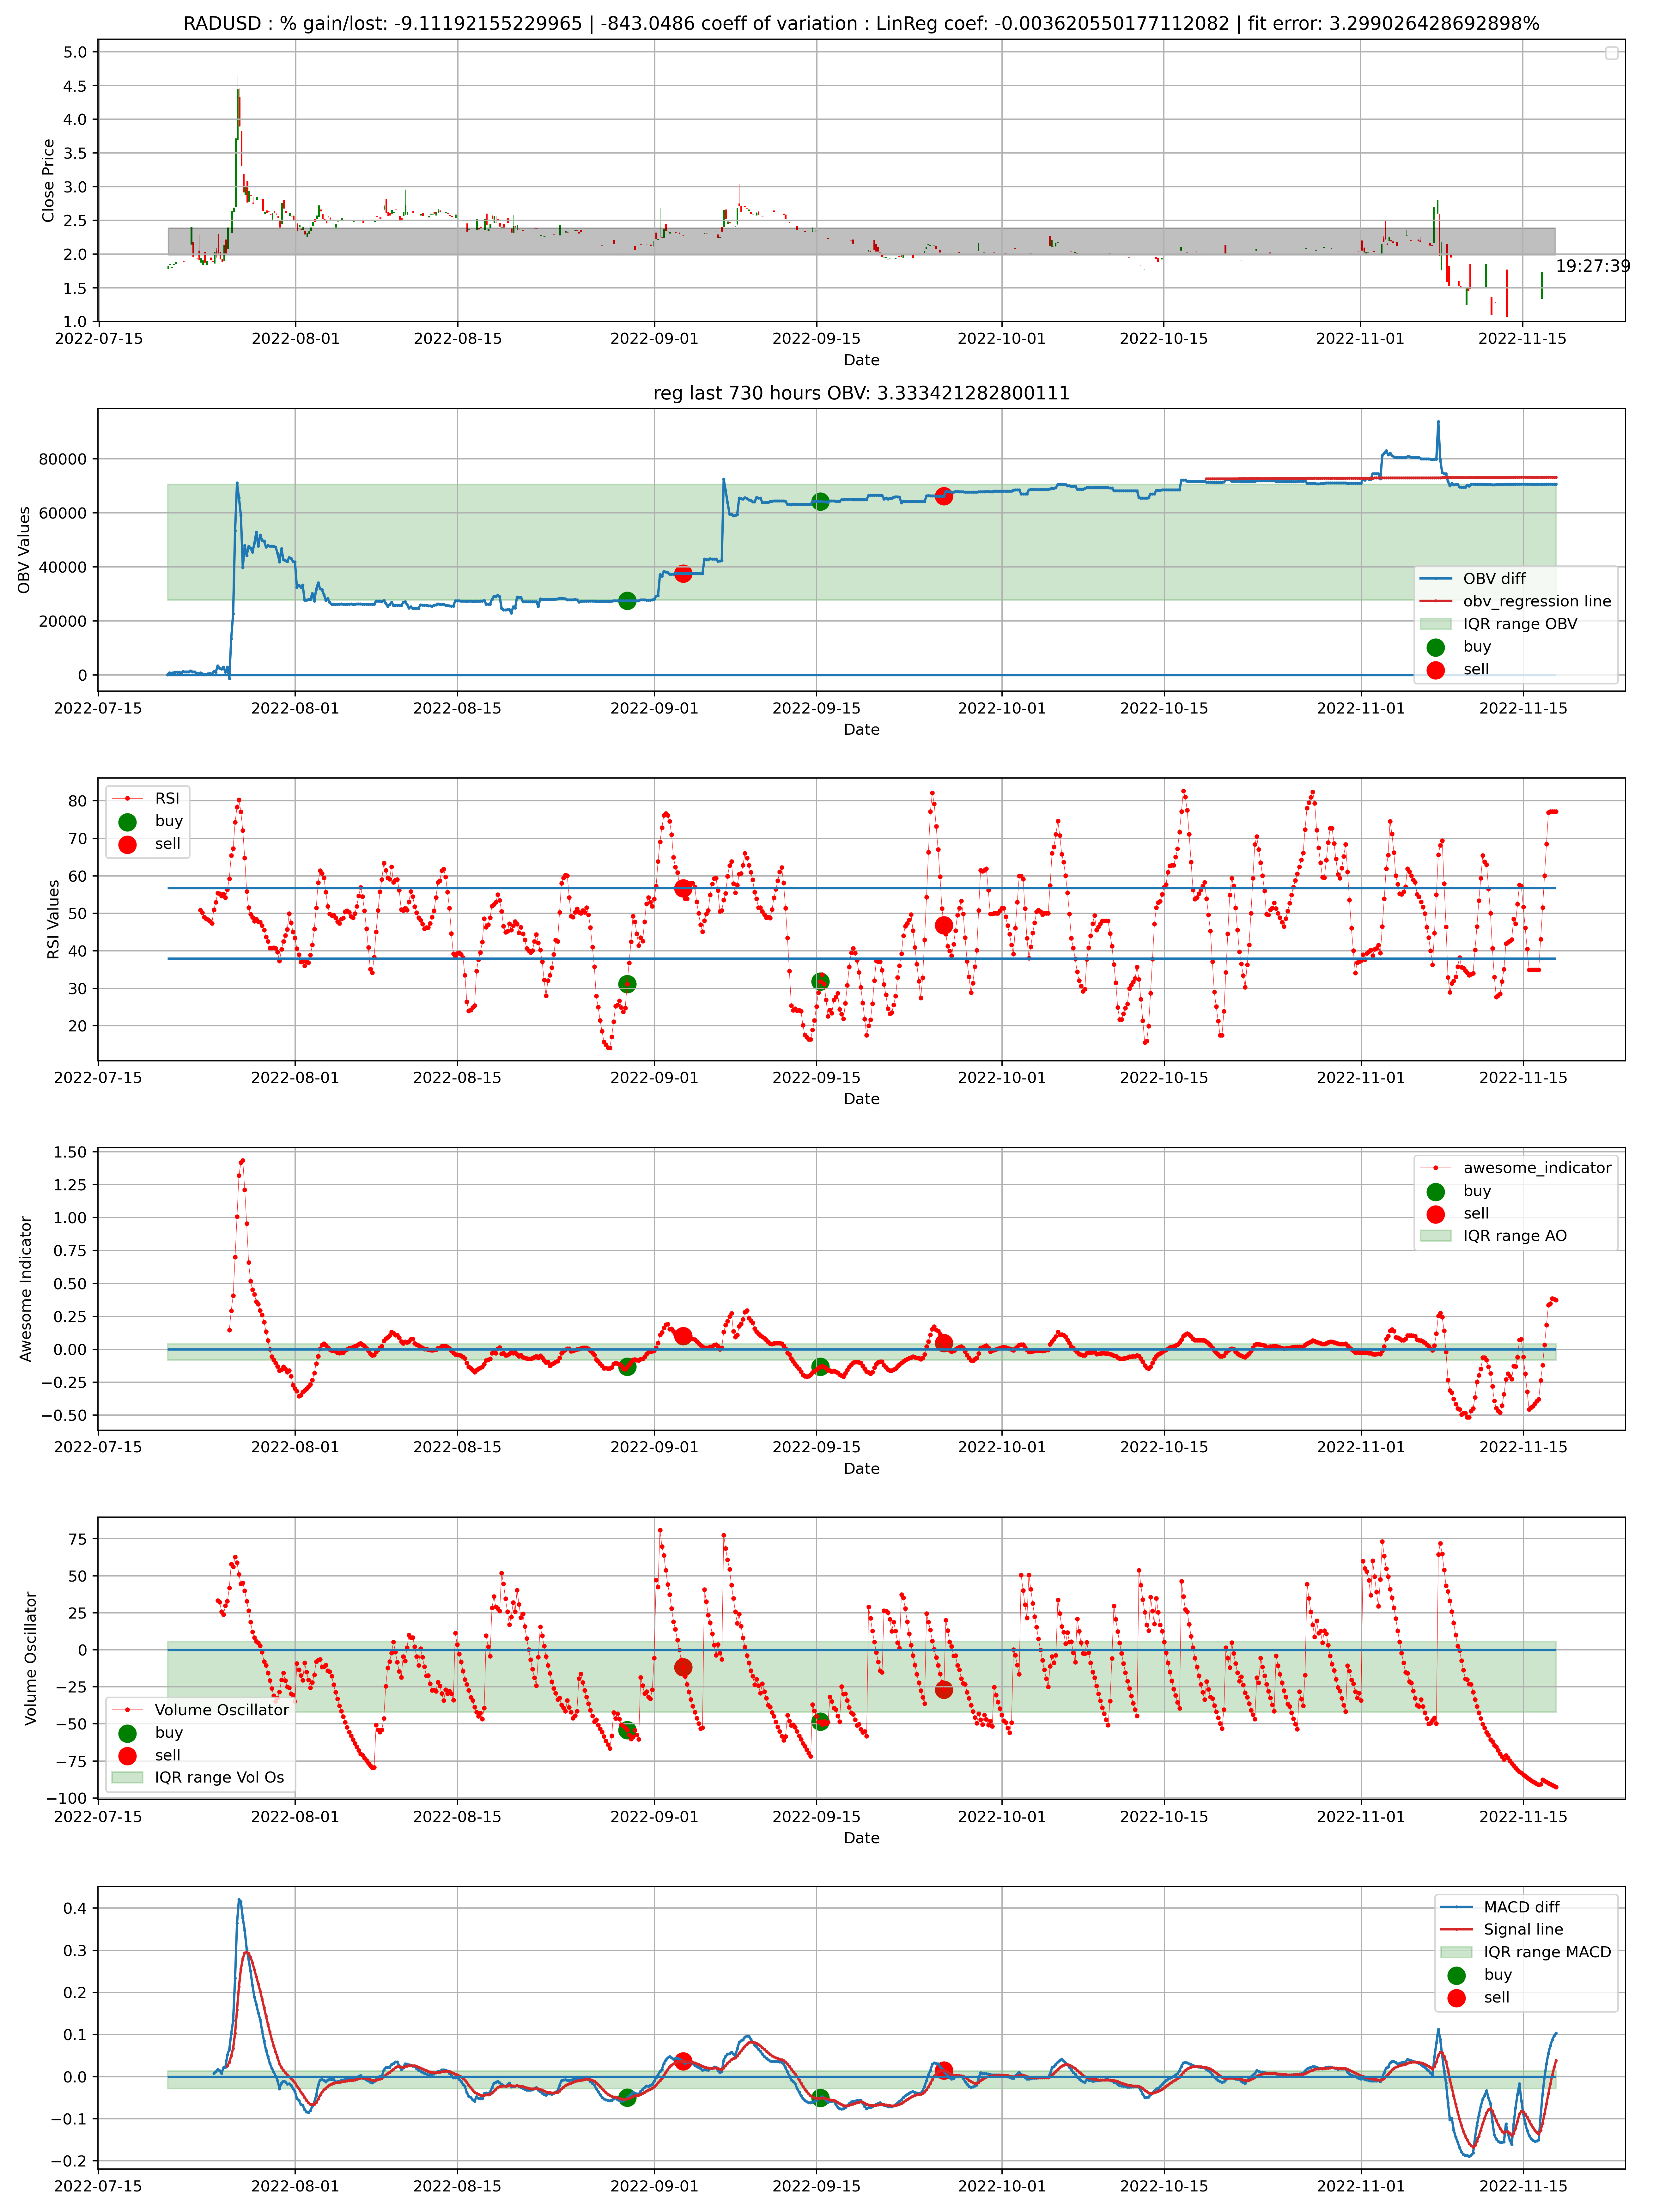 RADUSD : % gain/lost: -9.11192155229965 | -843.0486 coeff of variation : LinReg coef: -0.003620550177112082 | fit error: 3.299026428692898%
5.0
4.5
4.0
3.5
3.0
2.5
2.0
1.5
1.0
Close Price
19:27:39
2022-07-15 2022-08-01 2022-08-15 2022-09-01 2022-09-15 2022-10-01 2022-10-15 2022-11-01 2022-11-15
Date
reg last 730 hours OBV: 3.333421282800111
80000
60000
40000
20000
0
OBV Values
OBV diff
obv_regression line
IQR range OBV
buy
sell
2022-07-15 2022-08-01 2022-08-15 2022-09-01 2022-09-15 2022-10-01 2022-10-15 2022-11-01 2022-11-15
Date
80
70
60
50
40
30
20
RSI Values
RSI
buy
sell
2022-07-15 2022-08-01 2022-08-15 2022-09-01 2022-09-15 2022-10-01 2022-10-15 2022-11-01 2022-11-15
Date
1.50
1.25
1.00
0.75
0.50
0.25
0.00
−0.25
−0.50
Awesome Indicator
awesome_indicator
buy
sell
IQR range AO
2022-07-15 2022-08-01 2022-08-15 2022-09-01 2022-09-15 2022-10-01 2022-10-15 2022-11-01 2022-11-15
Date
75
50
25
0
−25
−50
−75
−100
Volume Oscillator
Volume Oscillator
buy
sell
IQR range Vol Os
2022-07-15 2022-08-01 2022-08-15 2022-09-01 2022-09-15 2022-10-01 2022-10-15 2022-11-01 2022-11-15
Date
0.4
0.3
0.2
0.1
0.0
−0.1
−0.2
MACD diff
Signal line
IQR range MACD
buy
sell
2022-07-15 2022-08-01 2022-08-15 2022-09-01 2022-09-15 2022-10-01 2022-10-15 2022-11-01 2022-11-15